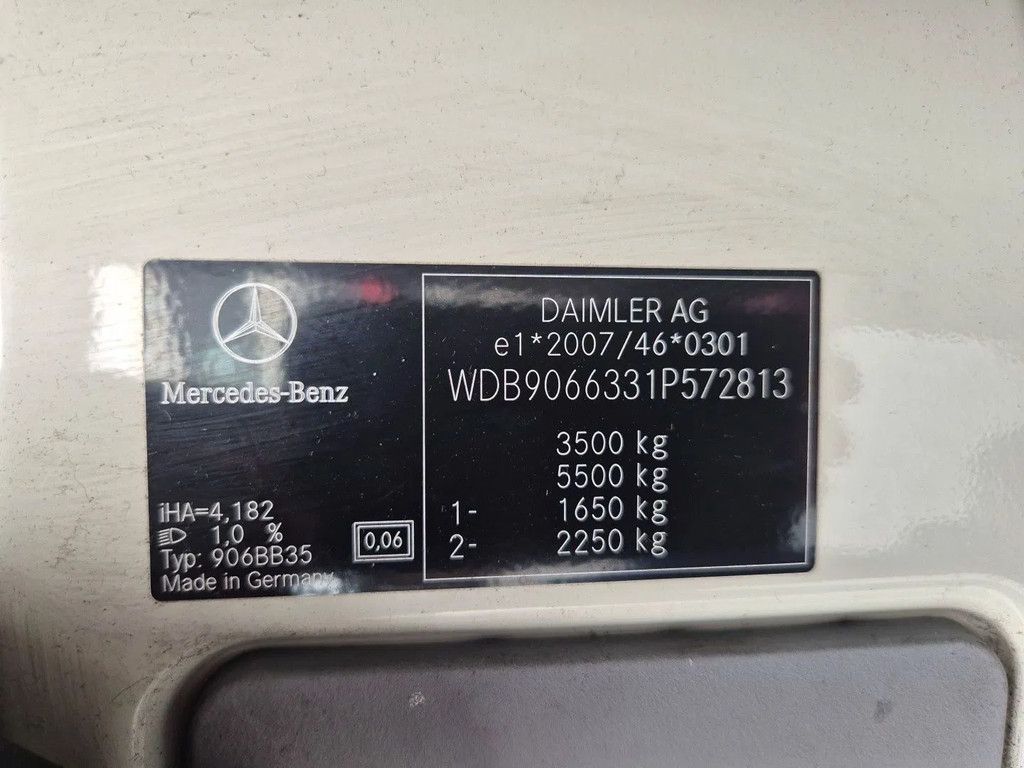 Mercedes-Benz
iHA=4,182
1,0 %
Typ: 906BB35
Made in Germany
0,06
DAIMLER AG
e1*2007/46*0301
WDB9066331P572813
3500 kg
5500 kg
1- 1650 kg
2- 2250 kg